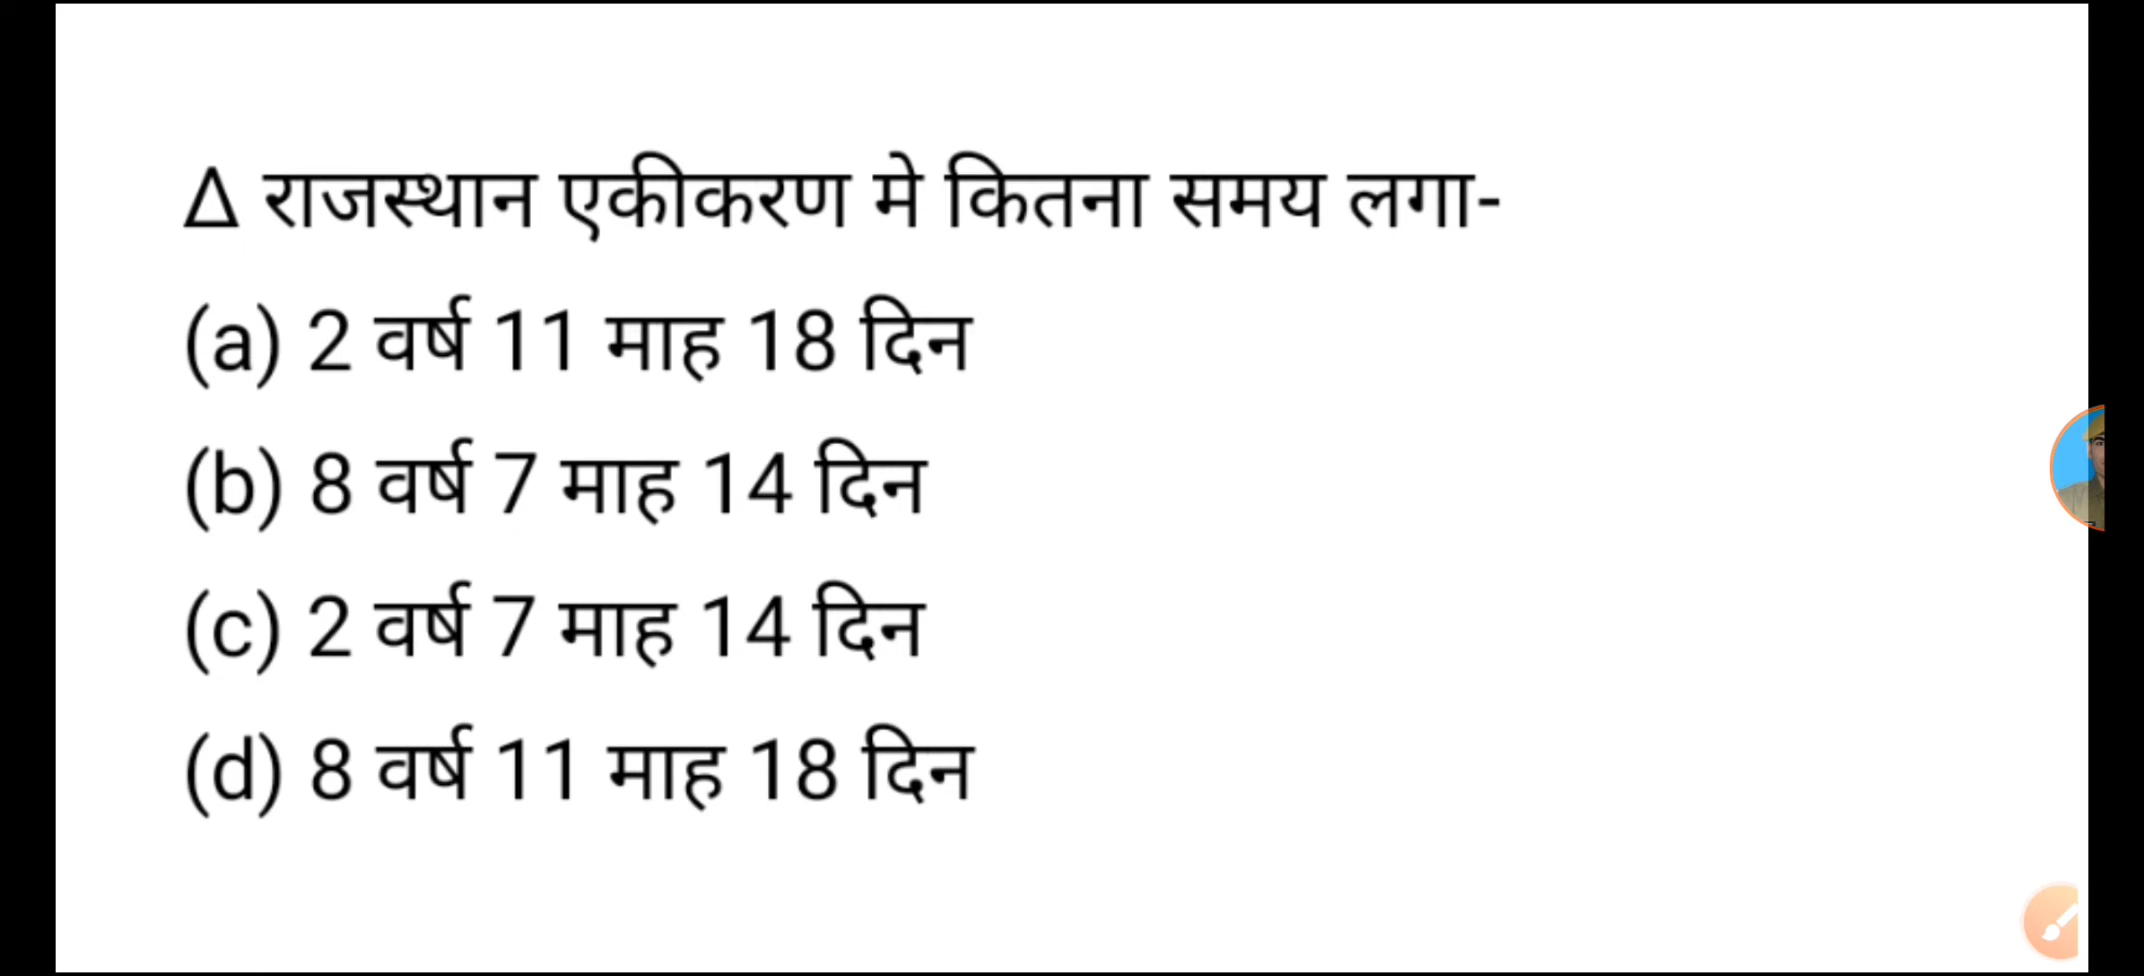 Δ राजस्थान एकीकरण मे कितना समय लगा-
(a) 2 वर्ष 11 माह 18 दिन
(b) 8 वर्ष 7 माह 14 दिन
(c) 2 वर्ष 7 माह 14 दिन
(d) 8 वर्ष 11 माह 18 दिन